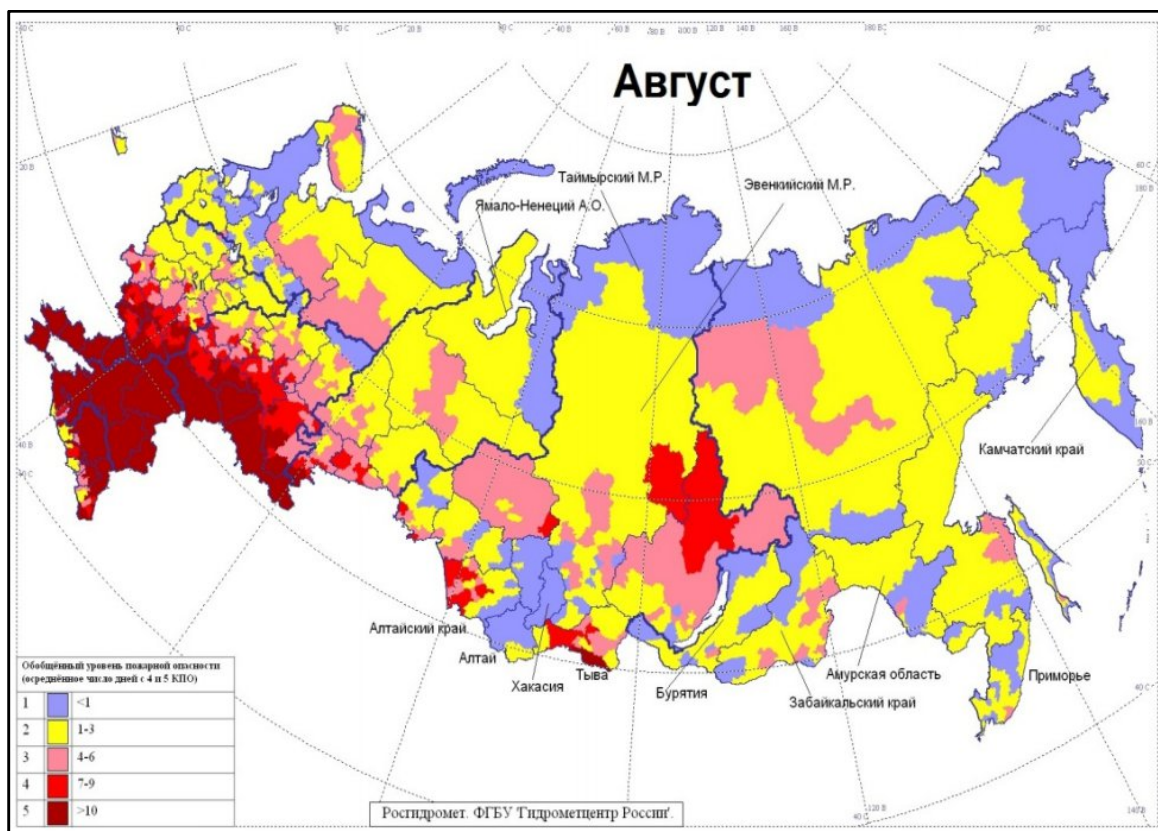 Август
Таймырский М.Р.
Эвенкийский М.Р.
Ямало-Ненеций А.О.
Камчатский край
Алтайский край
Алтай
Хакасия
Тыва
Бурятия
Забайкальский край
Амурская область
Приморье
Обобщённый уровень пожарной опасности
(осреднённое число дней с 4 и 5 КПО)
1 <1
2 1-3
3 4-6
4 7-9
5 >10
Росгидромет. ФГБУ 'Гидрометцентр России'.